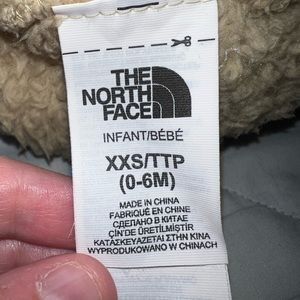 THE
NORTH
FACE
INFANT/BÉBÉ
XXS/TTP
(0-6M)
MADE IN CHINA
FABRIQUÉ EN CHINE
СДЕЛАНО В КИТАЕ
ÇİN'DE ÜRETİLMİŞTİR
ΚΑΤΑΣΚΕΥΑΖΕΤΑΙ ΣΤΗΝ ΚΙΝΑ
WYPRODUKOWANO W CHINACH